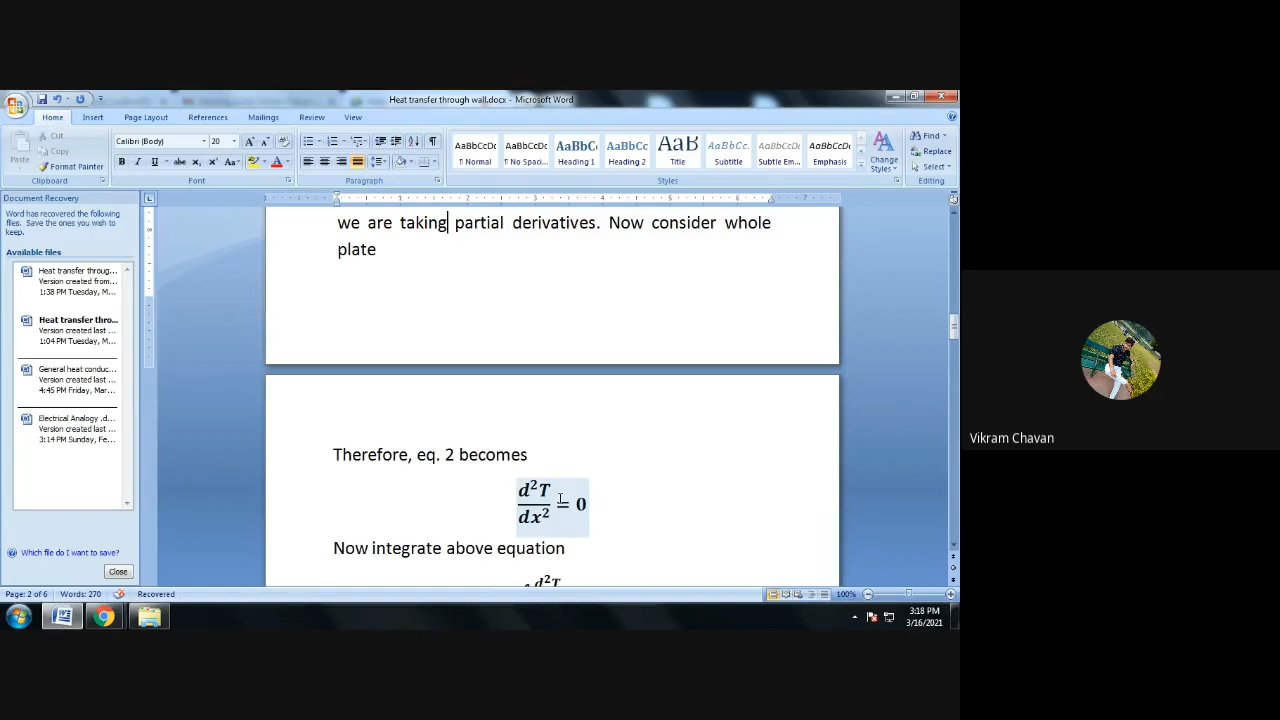 Heat transfer through wall.docx - Microsoft Word
Home Insert Page Layout References Mailings Review View
Cut
Copy
Format Painter
Paste
Clipboard
Calibri (Body) 20
Font
Paragraph
AaBbCcDc AaBbCcDc AaBbC AaBbCc AaB AaBbCc. AaBbCcDc AaBbCcDc
¶ Normal ¶ No Spaci... Heading 1 Heading 2 Title Subtitle Subtle Em... Emphasis
Change Styles
Styles
Find
Replace
Select
Editing
Document Recovery
Word has recovered the following
files. Save the ones you wish to
keep.
Available files
Heat transfer throug...
Version created from...
1:38 PM Tuesday, M...
Heat transfer thro...
Version created last ...
1:04 PM Tuesday, M...
General heat conduc...
Version created last ...
4:45 PM Friday, Mar...
Electrical Analogy .d...
Version created last ...
3:14 PM Sunday, Fe...
Which file do I want to save?
Close
we are taking partial derivatives. Now consider whole
plate
Therefore, eq. 2 becomes
d²T
dx² = 0
Now integrate above equation
d²T
Page: 2 of 6 Words: 270 Recovered 100%
3:18 PM
3/16/2021
Vikram Chavan